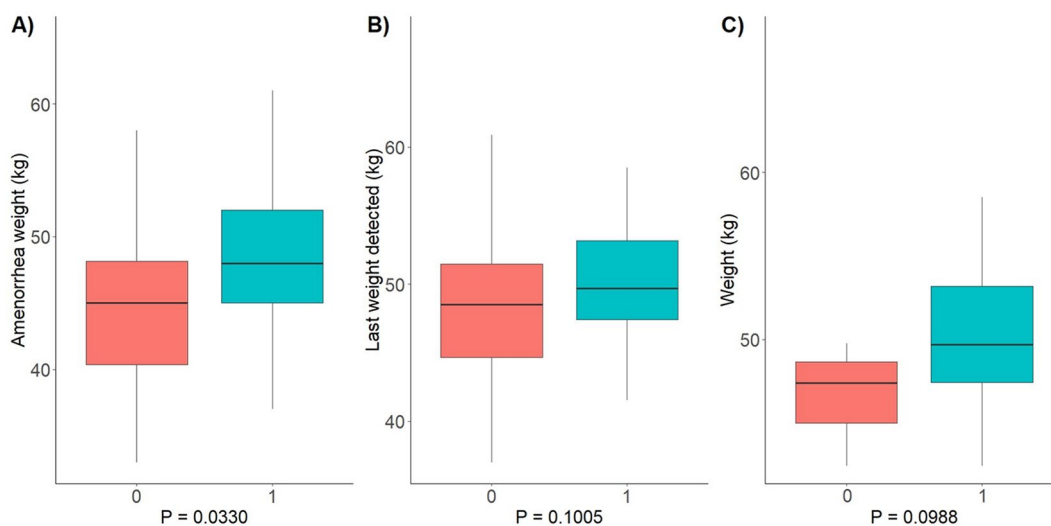 A)
Amenorrhea weight (kg)
60
50
40
0 1
P = 0.0330
B)
Last weight detected (kg)
60
50
40
0 1
P = 0.1005
C)
Weight (kg)
60
50
0 1
P = 0.0988